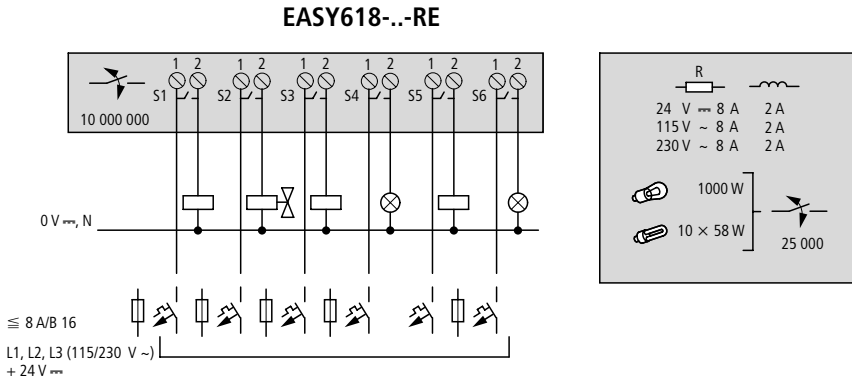 EASY618-..-RE
1 2 1 2 1 2 1 2 1 2 1 2
S1 S2 S3 S4 S5 S6
10 000 000
0 V ⎓, N
≦ 8 A/B 16
L1, L2, L3 (115/230 V ~)
+ 24 V ⎓
R
24 V ⎓ 8 A 2 A
115 V ~ 8 A 2 A
230 V ~ 8 A 2 A
1000 W
10 × 58 W
25 000